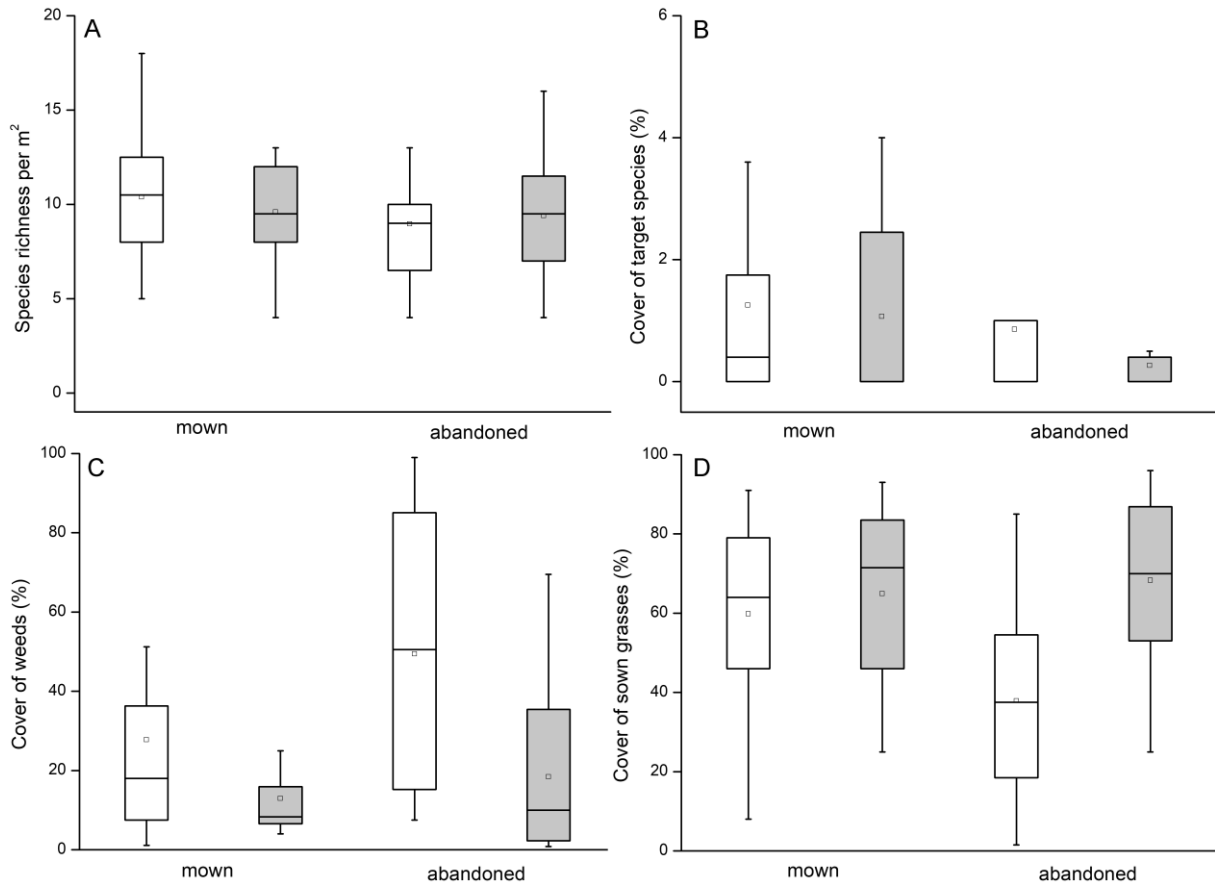 A
Species richness per m²
20
15
10
5
0
mown
abandoned
B
Cover of target species (%)
6
4
2
0
mown
abandoned
C
Cover of weeds (%)
100
80
60
40
20
0
mown
abandoned
D
Cover of sown grasses (%)
100
80
60
40
20
0
mown
abandoned